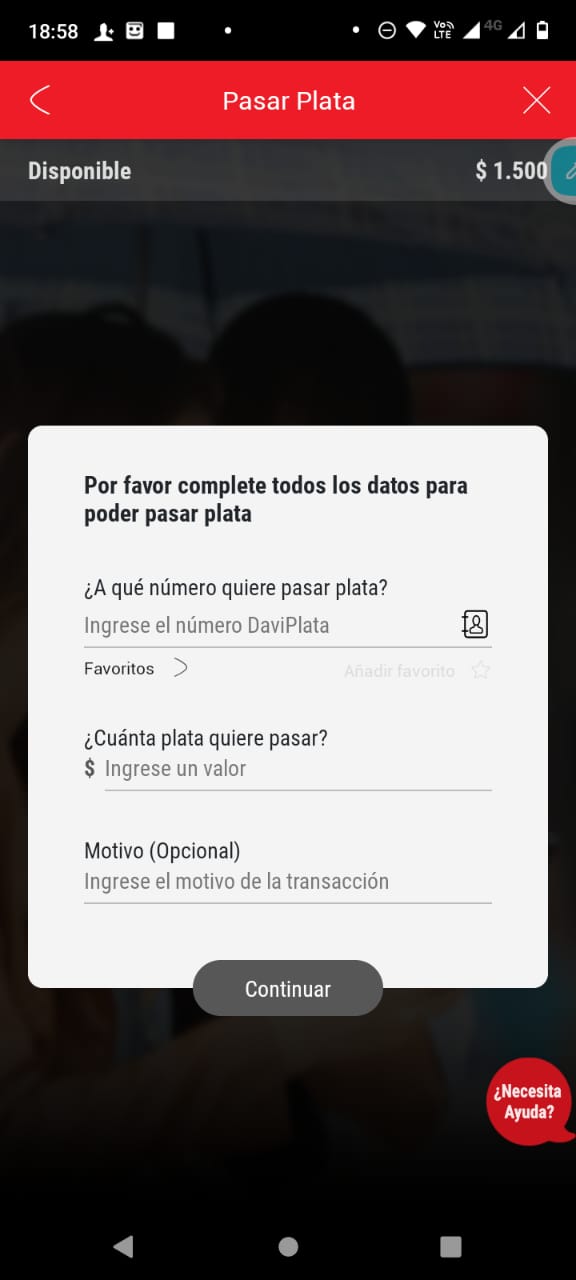 18:58
Vo LTE
4G
Pasar Plata
Disponible
$ 1.500
Por favor complete todos los datos para
poder pasar plata
¿A qué número quiere pasar plata?
Ingrese el número DaviPlata
Favoritos
Añadir favorito
¿Cuánta plata quiere pasar?
$ Ingrese un valor
Motivo (Opcional)
Ingrese el motivo de la transacción
Continuar
¿Necesita
Ayuda?